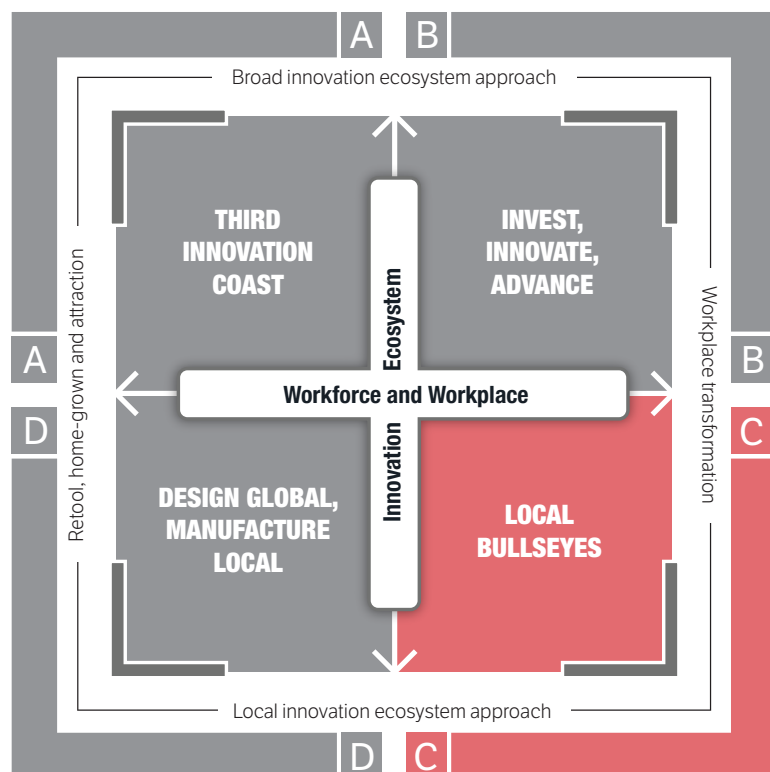 A B
Broad innovation ecosystem approach
THIRD
INNOVATION
COAST
INVEST,
INNOVATE,
ADVANCE
Retool, home-grown and attraction
Workplace transformation
A
B
Innovation Ecosystem
Workforce and Workplace
D
C
DESIGN GLOBAL,
MANUFACTURE
LOCAL
LOCAL
BULLSEYES
Local innovation ecosystem approach
D C